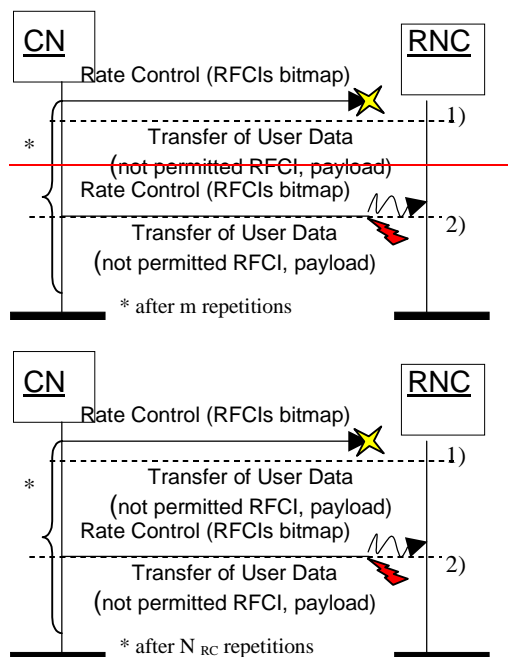 CN
RNC
Rate Control (RFCIs bitmap)
1)
*
Transfer of User Data
(not permitted RFCI, payload)
Rate Control (RFCIs bitmap)
2)
Transfer of User Data
(not permitted RFCI, payload)
* after m repetitions
CN
RNC
Rate Control (RFCIs bitmap)
1)
*
Transfer of User Data
(not permitted RFCI, payload)
Rate Control (RFCIs bitmap)
2)
Transfer of User Data
(not permitted RFCI, payload)
* after N RC repetitions